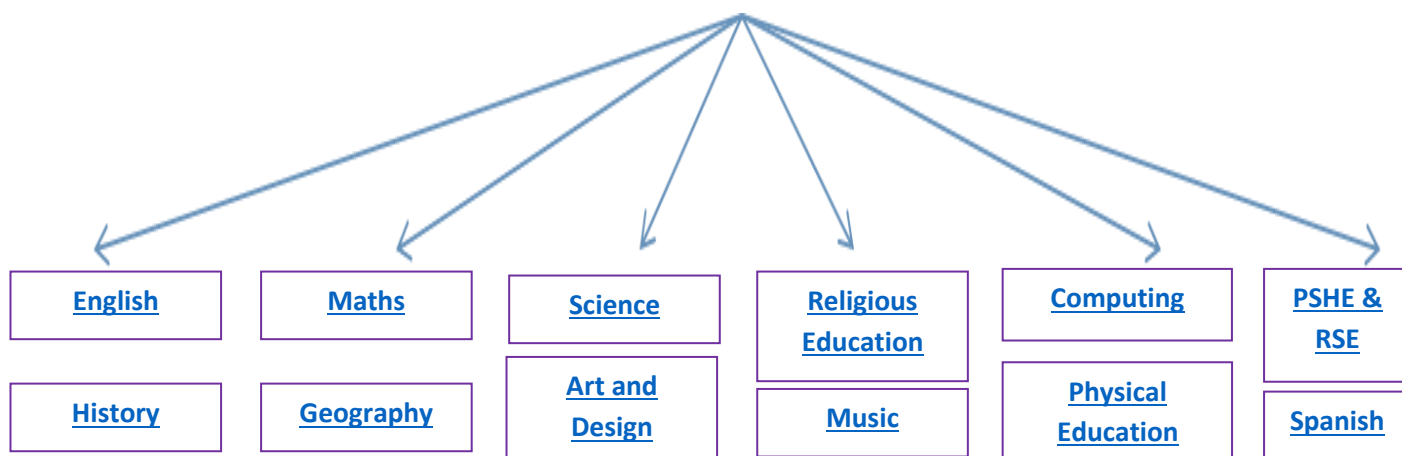 English
Maths
Science
Religious
Education
Computing
PSHE &
RSE
History
Geography
Art and
Design
Music
Physical
Education
Spanish